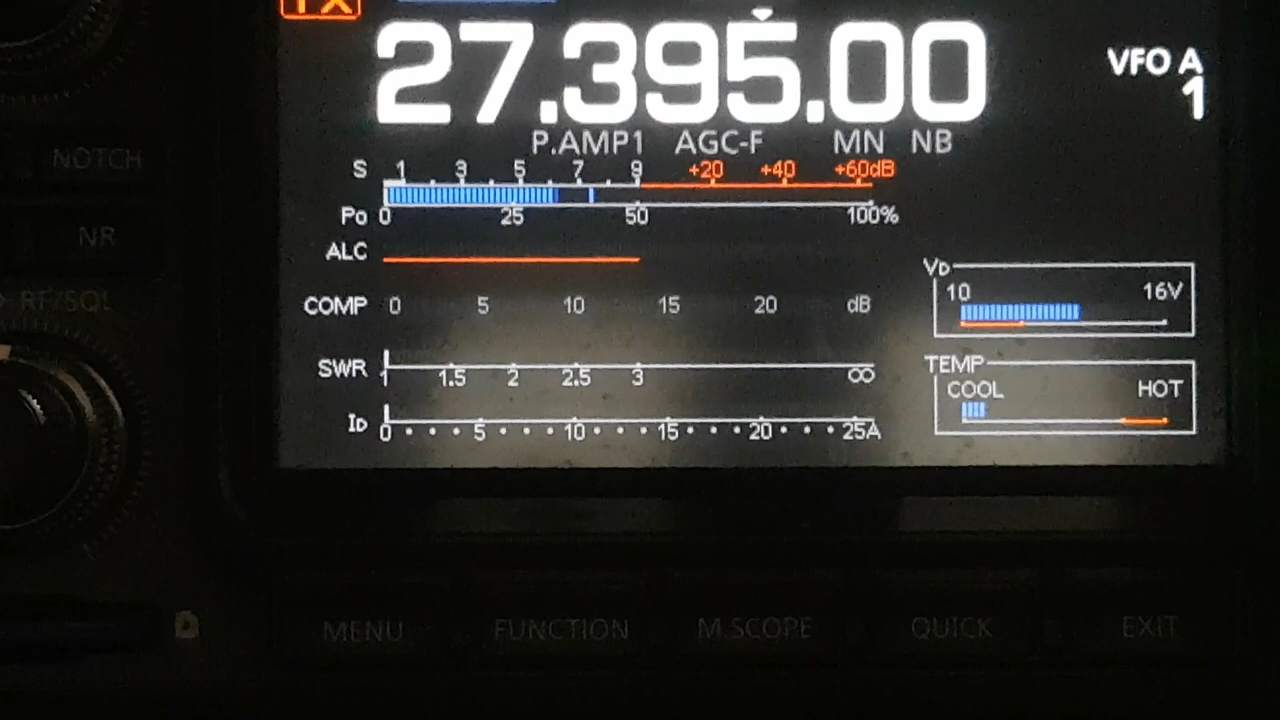 TX
27.395.00
VFO A
1
P.AMP1 AGC-F MN NB
NOTCH
S 1 3 5 7 9 +20 +40 +60dB
Po 0 25 50 100%
NR
ALC
VD
10 16V
RF/SQL
COMP 0 5 10 15 20 dB
SWR 1 1.5 2 2.5 3 ∞
TEMP
COOL HOT
ID 0 5 10 15 20 25A
MENU FUNCTION M.SCOPE QUICK EXIT